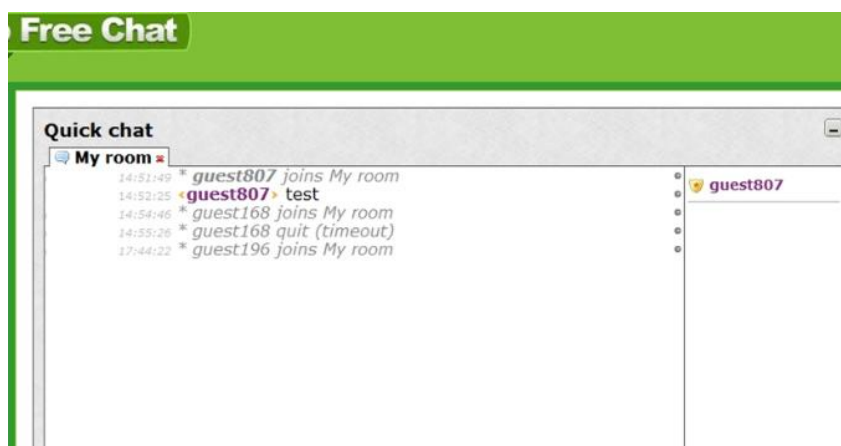 Free Chat
Quick chat
My room
14:51:49 * guest807 joins My room
14:52:25 <guest807> test
14:54:46 * guest168 joins My room
14:55:26 * guest168 quit (timeout)
17:44:22 * guest196 joins My room
guest807